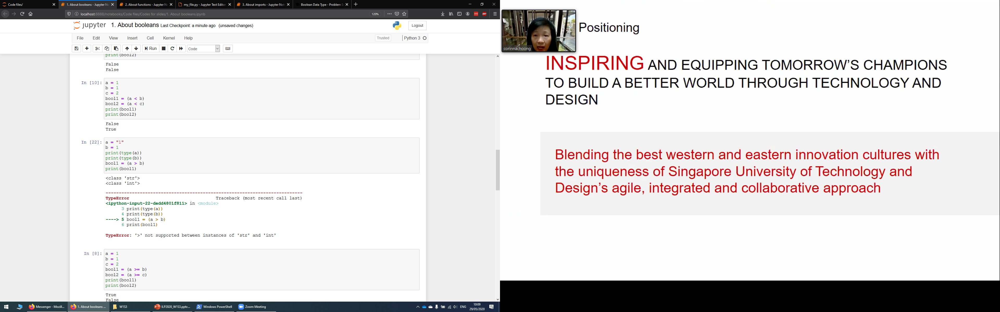 Code files/
1. About booleans - Jupyter No
2. About functions - Jupyter No
my_file.py - Jupyter Text Editor
3. About imports - Jupyter Note
Boolean Data Type - Problem S
localhost:8888/notebooks/Code files/Codes for slides/1. About booleans.ipynb
120%
ABP
jupyter 1. About booleans Last Checkpoint: a minute ago (unsaved changes)
Logout
File Edit View Insert Cell Kernel Help
Trusted
Python 3
Run
Code
print(bool2)
False
False
In [10]:
a = 1
b = 1
c = 2
bool1 = (a < b)
bool2 = (a < c)
print(bool1)
print(bool2)
False
True
In [22]:
a = "1"
b = 1
print(type(a))
print(type(b))
bool1 = (a > b)
print(bool1)
<class 'str'>
<class 'int'>
---------------------------------------------------------------------------
TypeError Traceback (most recent call last)
<ipython-input-22-dedd4801f811> in <module>
3 print(type(a))
4 print(type(b))
----> 5 bool1 = (a > b)
6 print(bool1)
TypeError: '>' not supported between instances of 'str' and 'int'
In [8]:
a = 1
b = 1
c = 2
bool1 = (a >= b)
bool2 = (a >= c)
print(bool1)
print(bool2)
True
False
Messenger - Mozill...
1. About booleans ...
W1S3
ILP2020_W1S3.pptx...
Windows PowerShell
Zoom Meeting
ENG
10:09
29/05/2020
corinnachoong
Positioning
INSPIRING AND EQUIPPING TOMORROW'S CHAMPIONS
TO BUILD A BETTER WORLD THROUGH TECHNOLOGY AND
DESIGN
Blending the best western and eastern innovation cultures with
the uniqueness of Singapore University of Technology and
Design's agile, integrated and collaborative approach